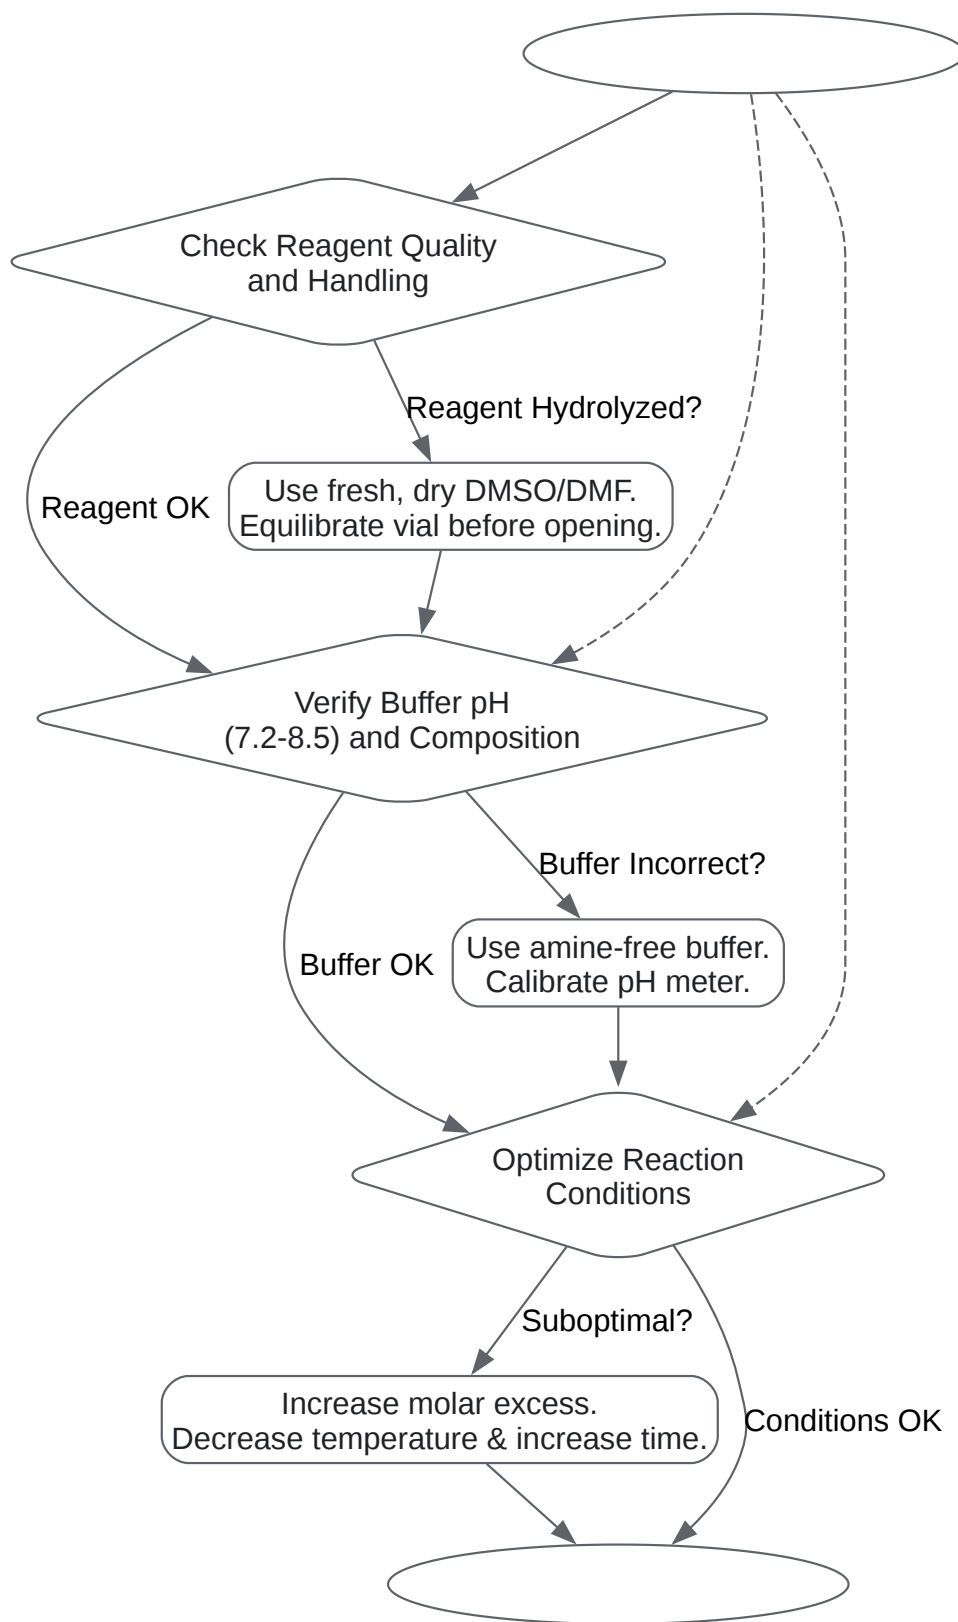 Check Reagent Quality
and Handling
Reagent Hydrolyzed?
Reagent OK
Use fresh, dry DMSO/DMF.
Equilibrate vial before opening.
Verify Buffer pH
(7.2-8.5) and Composition
Buffer Incorrect?
Buffer OK
Use amine-free buffer.
Calibrate pH meter.
Optimize Reaction
Conditions
Suboptimal?
Increase molar excess.
Decrease temperature & increase time.
Conditions OK